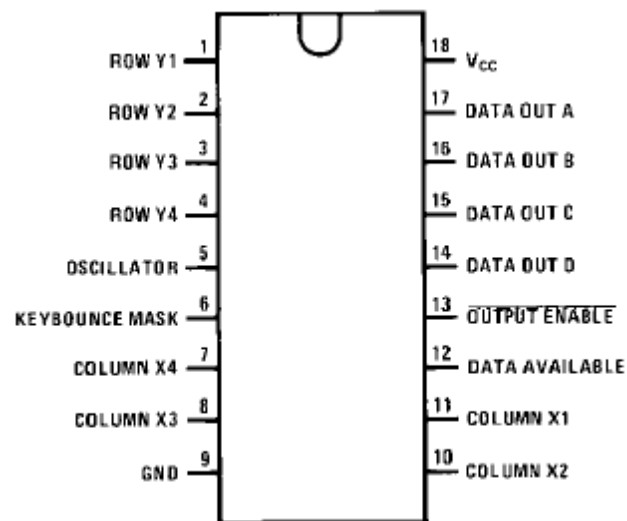 ROW Y1 1
ROW Y2 2
ROW Y3 3
ROW Y4 4
OSCILLATOR 5
KEYBOUNCE MASK 6
COLUMN X4 7
COLUMN X3 8
GND 9
18 VCC
17 DATA OUT A
16 DATA OUT B
15 DATA OUT C
14 DATA OUT D
13 OUTPUT ENABLE
12 DATA AVAILABLE
11 COLUMN X1
10 COLUMN X2